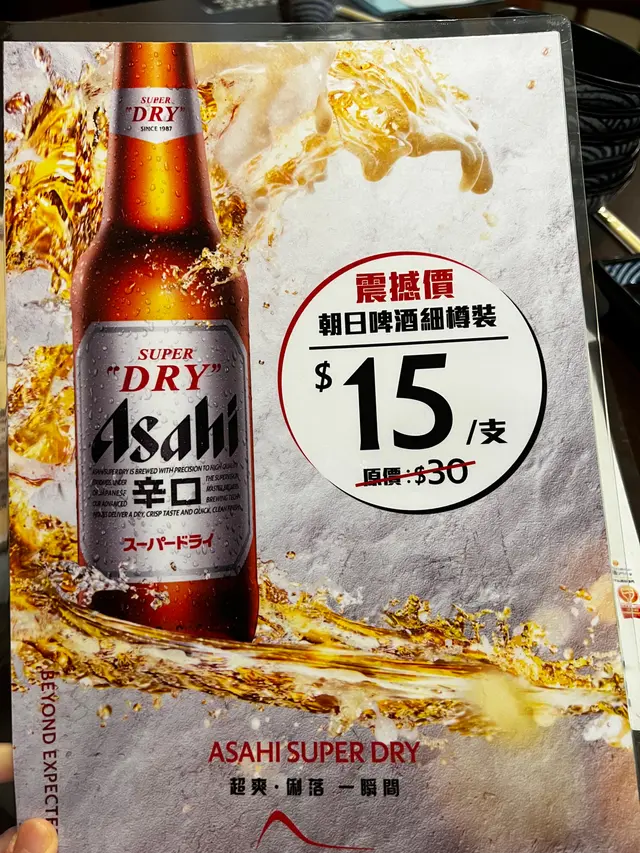 SUPER
"DRY"
SINCE 1987
震撼價
朝日啤酒細樽裝
$15/支
原價:$30
SUPER
"DRY"
Asahi
辛口
スーパードライ
BEYOND EXPECTE
ASAHI SUPER DRY
超爽·俐落 一瞬間